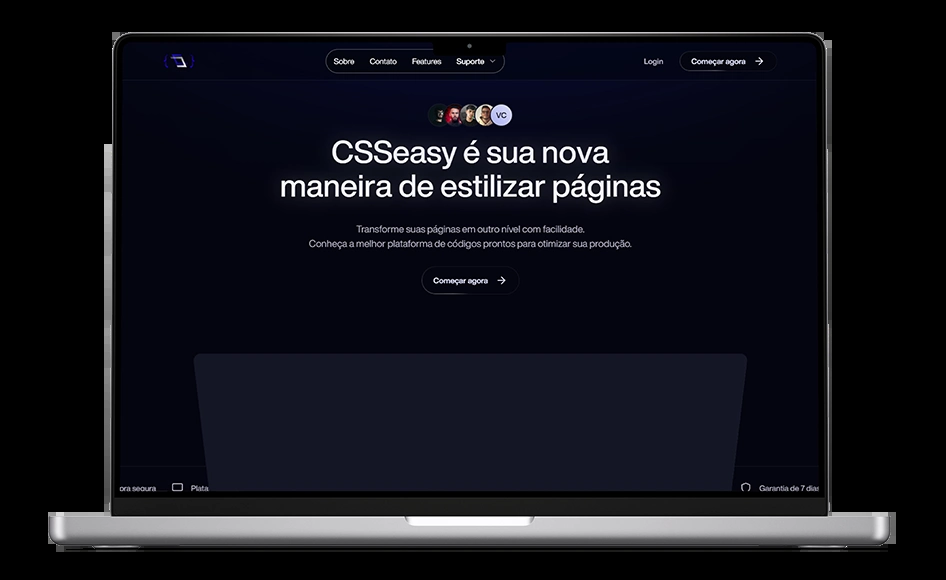 Sobre Contato Features Suporte Login Começar agora
VC
CSSeasy é sua nova
maneira de estilizar páginas
Transforme suas páginas em outro nível com facilidade.
Conheça a melhor plataforma de códigos prontos para otimizar sua produção.
Começar agora
ora segura Plata Garantia de 7 dias